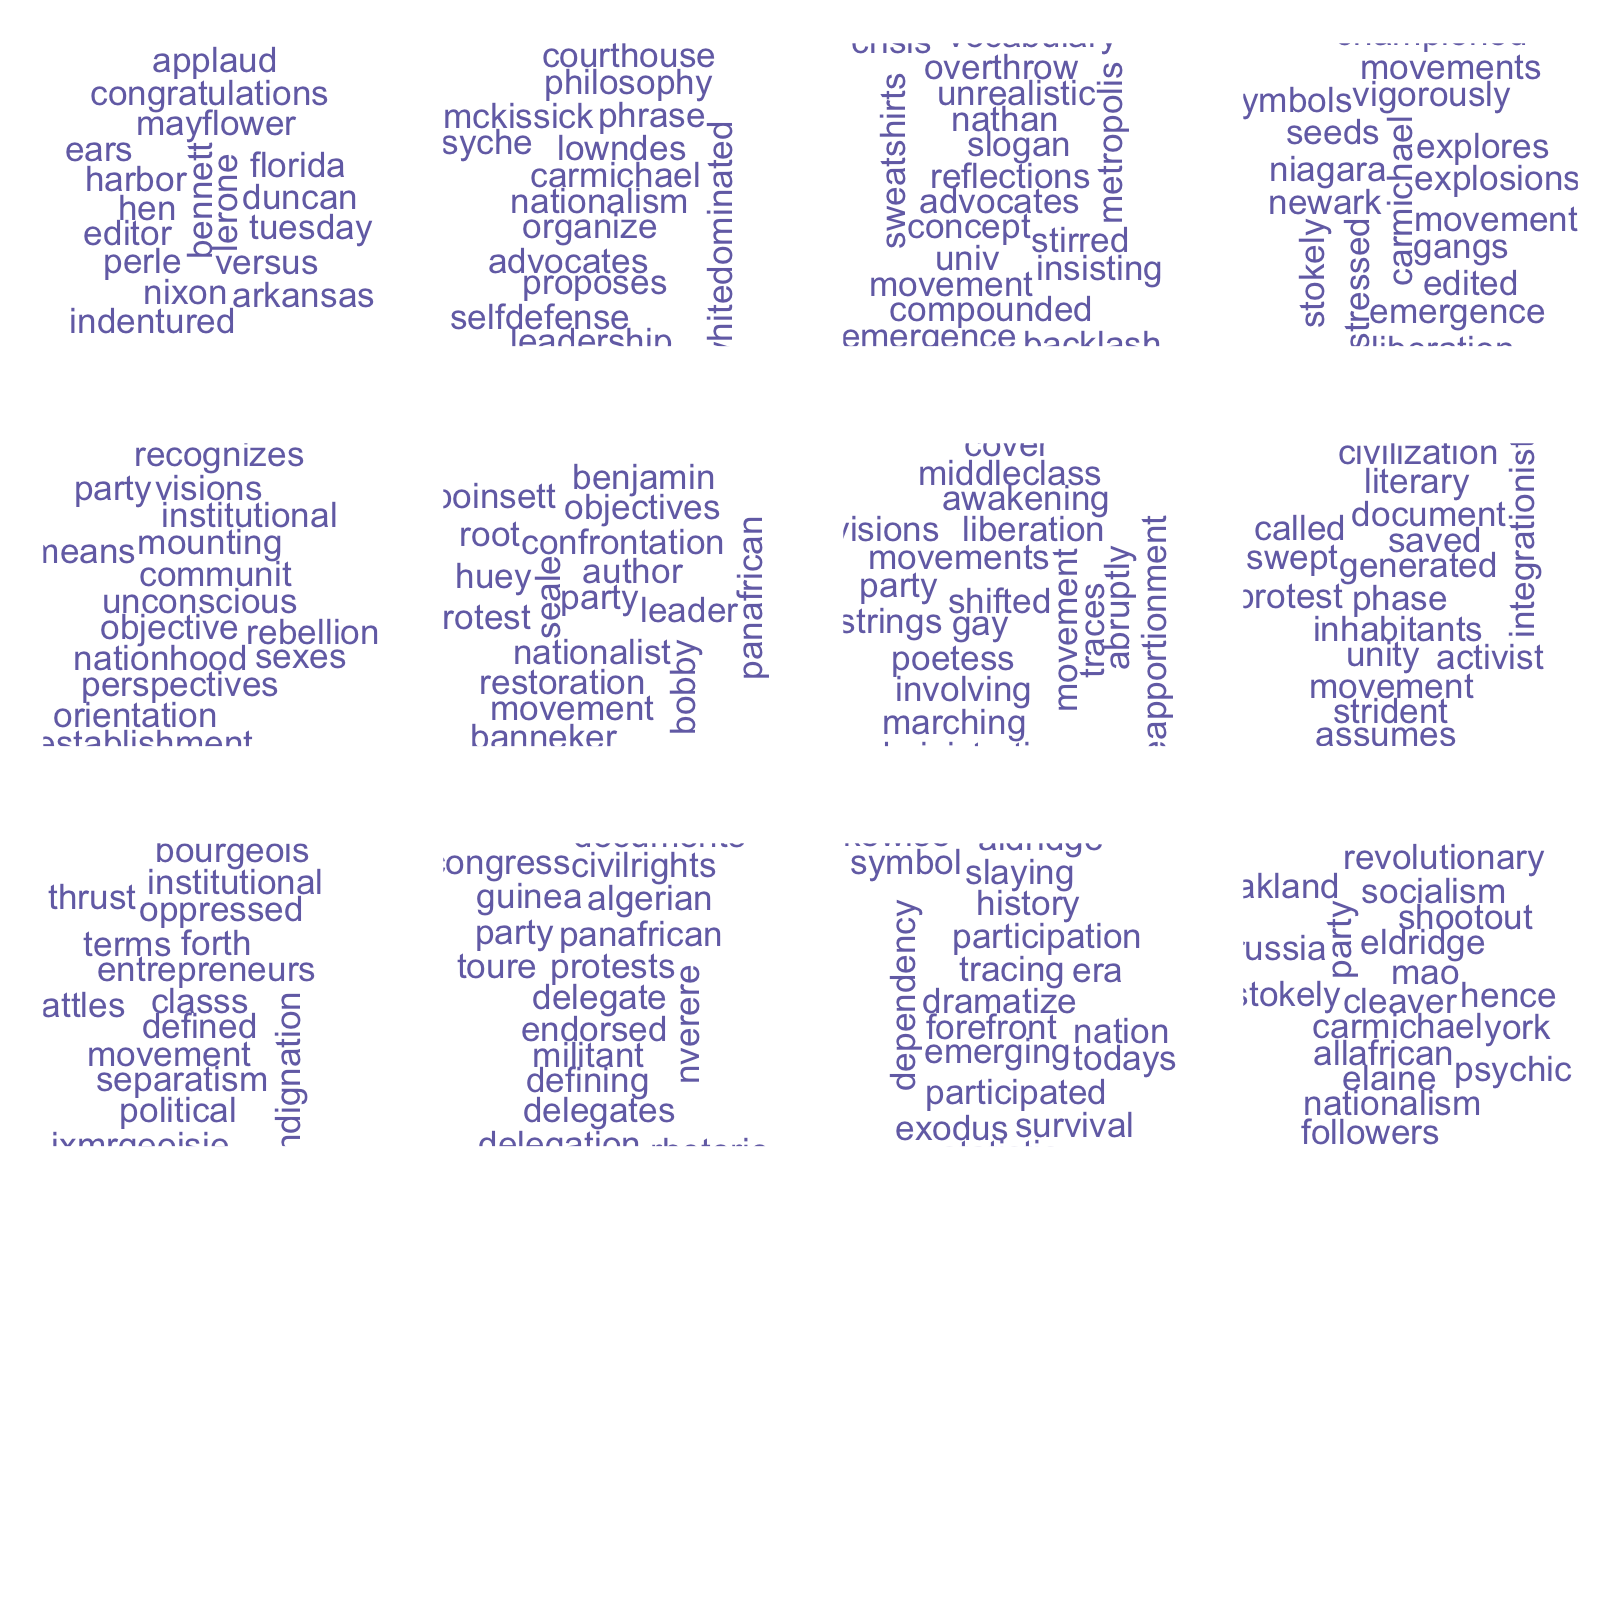 applaud
congratulations
mayflower
ears
bennett
lerone
florida
harbor
duncan
hen
editor
tuesday
perle
versus
nixon
arkansas
indentured
courthouse
philosophy
mckissick
phrase
syche
lowndes
whitedominated
carmichael
nationalism
organize
advocates
proposes
selfdefense
leadership
crisis
vocabulary
overthrow
sweatshirts
unrealistic
metropolis
nathan
slogan
reflections
advocates
concept
stirred
univ
insisting
movement
compounded
emergence
backlash
championed
movements
ymbols
vigorously
seeds
carmichael
explores
niagara
explosions
newark
movement
stokely
stressed
gangs
edited
emergence
liberation
recognizes
party
visions
institutional
means
mounting
communit
unconscious
objective
rebellion
nationhood
sexes
perspectives
orientation
establishment
benjamin
poinsett
objectives
root
confrontation
panafrican
huey
seale
author
party
leader
rotest
nationalist
bobby
restoration
movement
banneker
cover
middleclass
awakening
visions
liberation
movements
movement
traces
abruptly
eapportionment
party
shifted
strings
gay
poetess
involving
marching
civilization
integrationist
literary
document
called
saved
swept
generated
protest
phase
inhabitants
unity
activist
movement
strident
assumes
bourgeois
institutional
thrust
oppressed
terms
forth
entrepreneurs
attles
classs
ndignation
defined
movement
separatism
political
ixmrgeoisie
documents
congress
civilrights
guinea
algerian
party
panafrican
toure
protests
nyerere
delegate
endorsed
militant
defining
delegates
delegation
rhetoric
aldridge
symbol
slaying
history
dependency
participation
tracing
era
dramatize
forefront
nation
emerging
todays
participated
exodus
survival
revolutionary
akland
socialism
party
shootout
russia
eldridge
mao
stokely
cleaver
hence
carmichael
york
allafrican
elaine
psychic
nationalism
followers